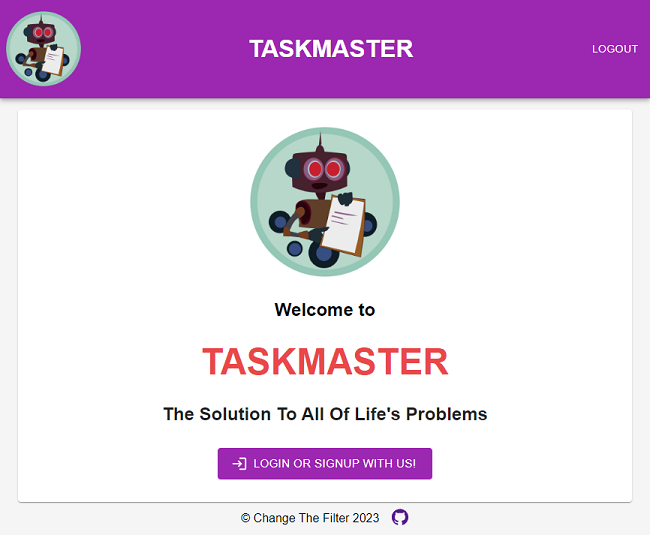 TASKMASTER
LOGOUT
Welcome to
TASKMASTER
The Solution To All Of Life's Problems
LOGIN OR SIGNUP WITH US!
© Change The Filter 2023